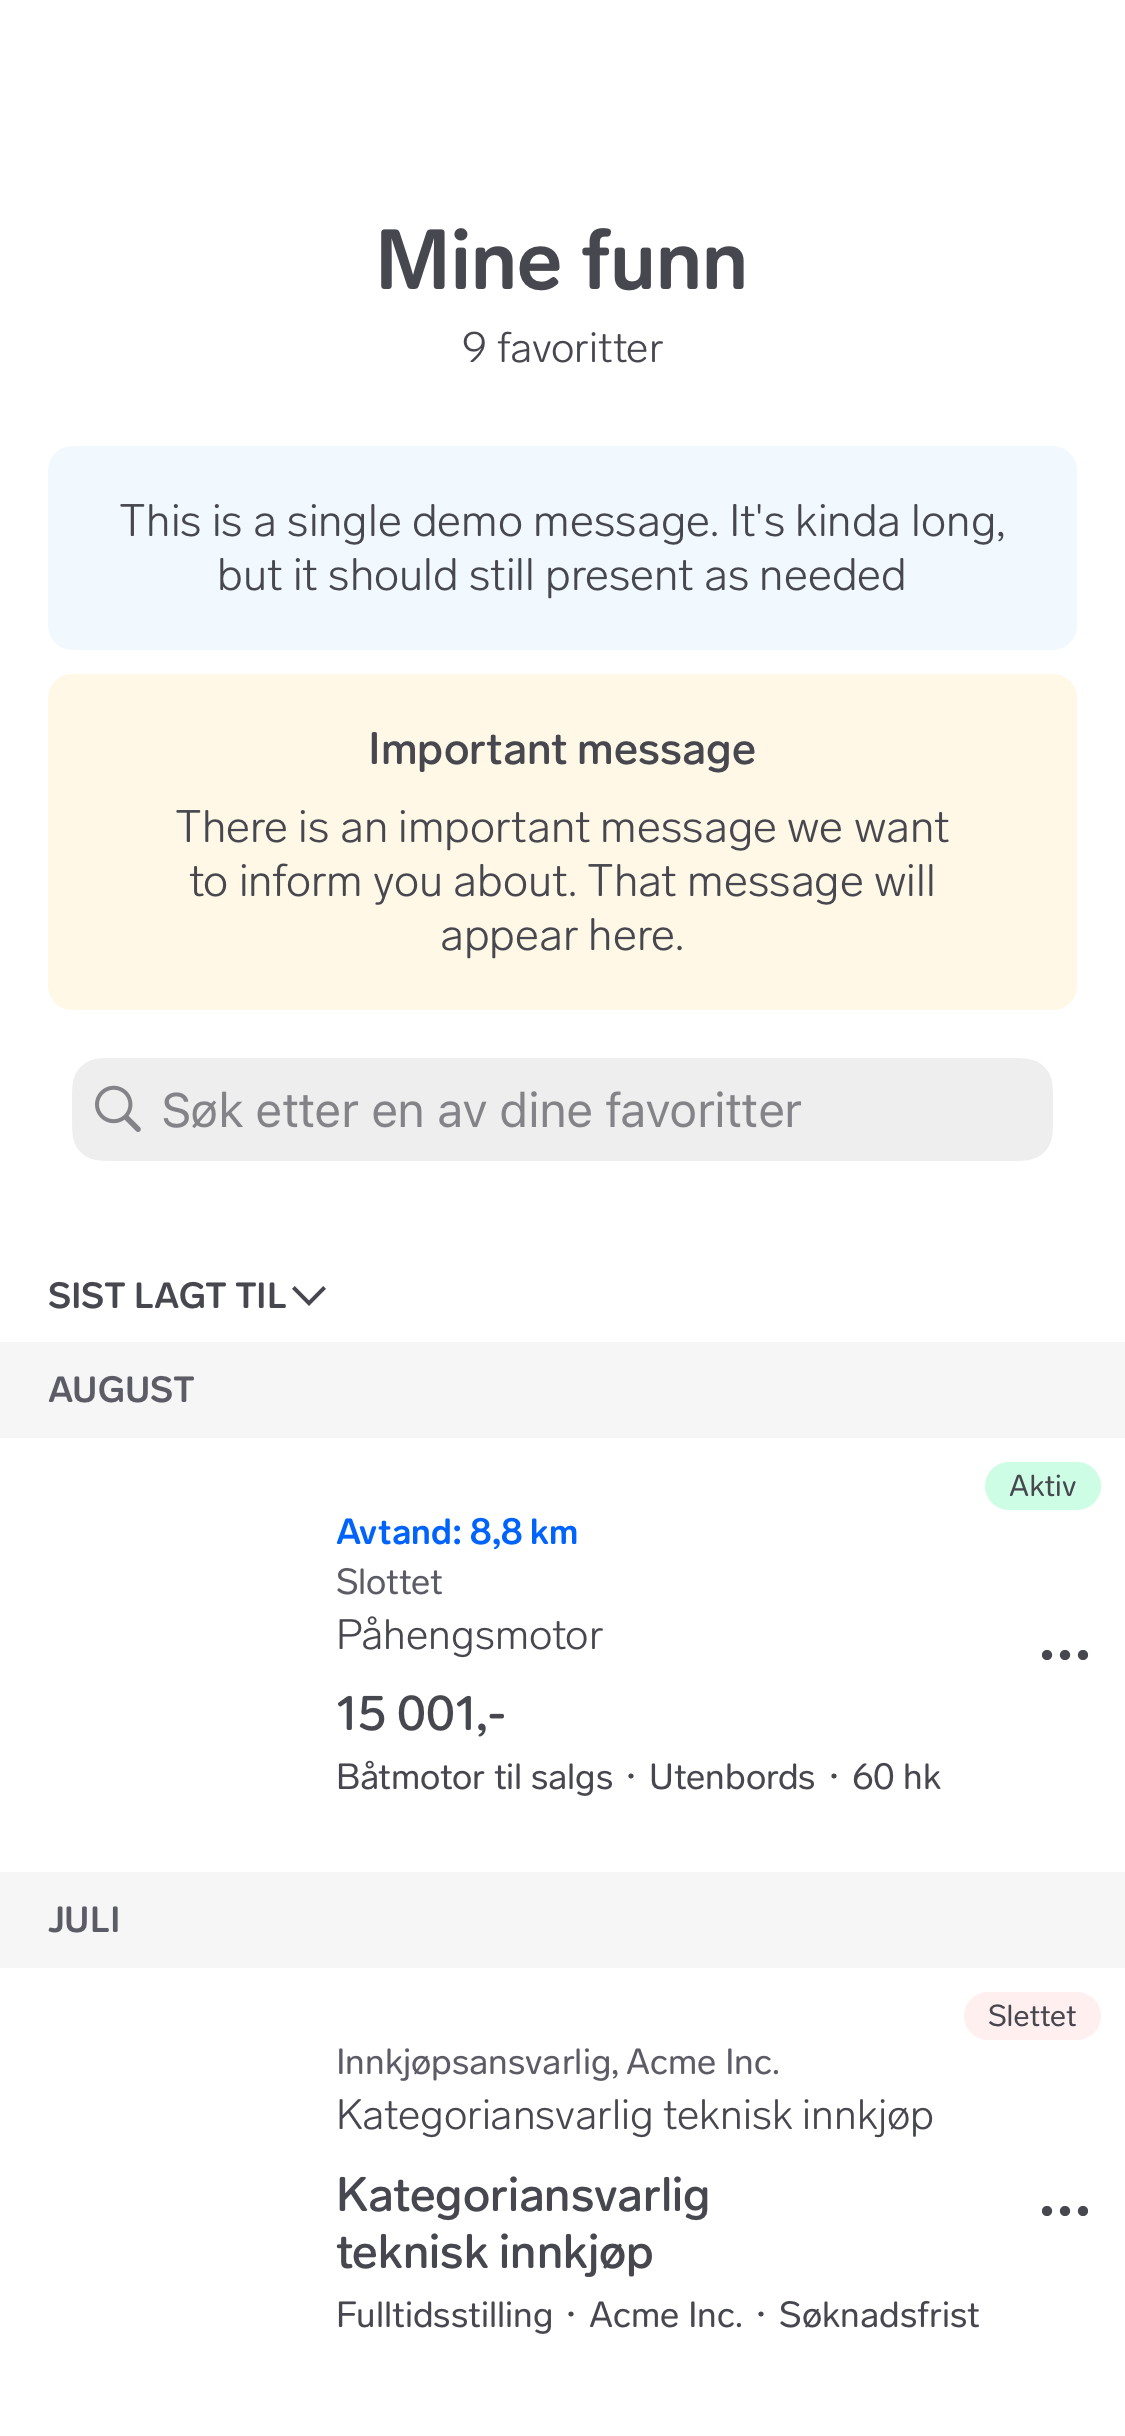 Mine funn
9 favoritter
This is a single demo message. It's kinda long,
but it should still present as needed
Important message
There is an important message we want
to inform you about. That message will
appear here.
Søk etter en av dine favoritter
SIST LAGT TIL
AUGUST
Aktiv
Avtand: 8,8 km
Slottet
Påhengsmotor
15 001,-
Båtmotor til salgs · Utenbords · 60 hk
JULI
Slettet
Innkjøpsansvarlig, Acme Inc.
Kategoriansvarlig teknisk innkjøp
Kategoriansvarlig
teknisk innkjøp
Fulltidsstilling · Acme Inc. · Søknadsfrist